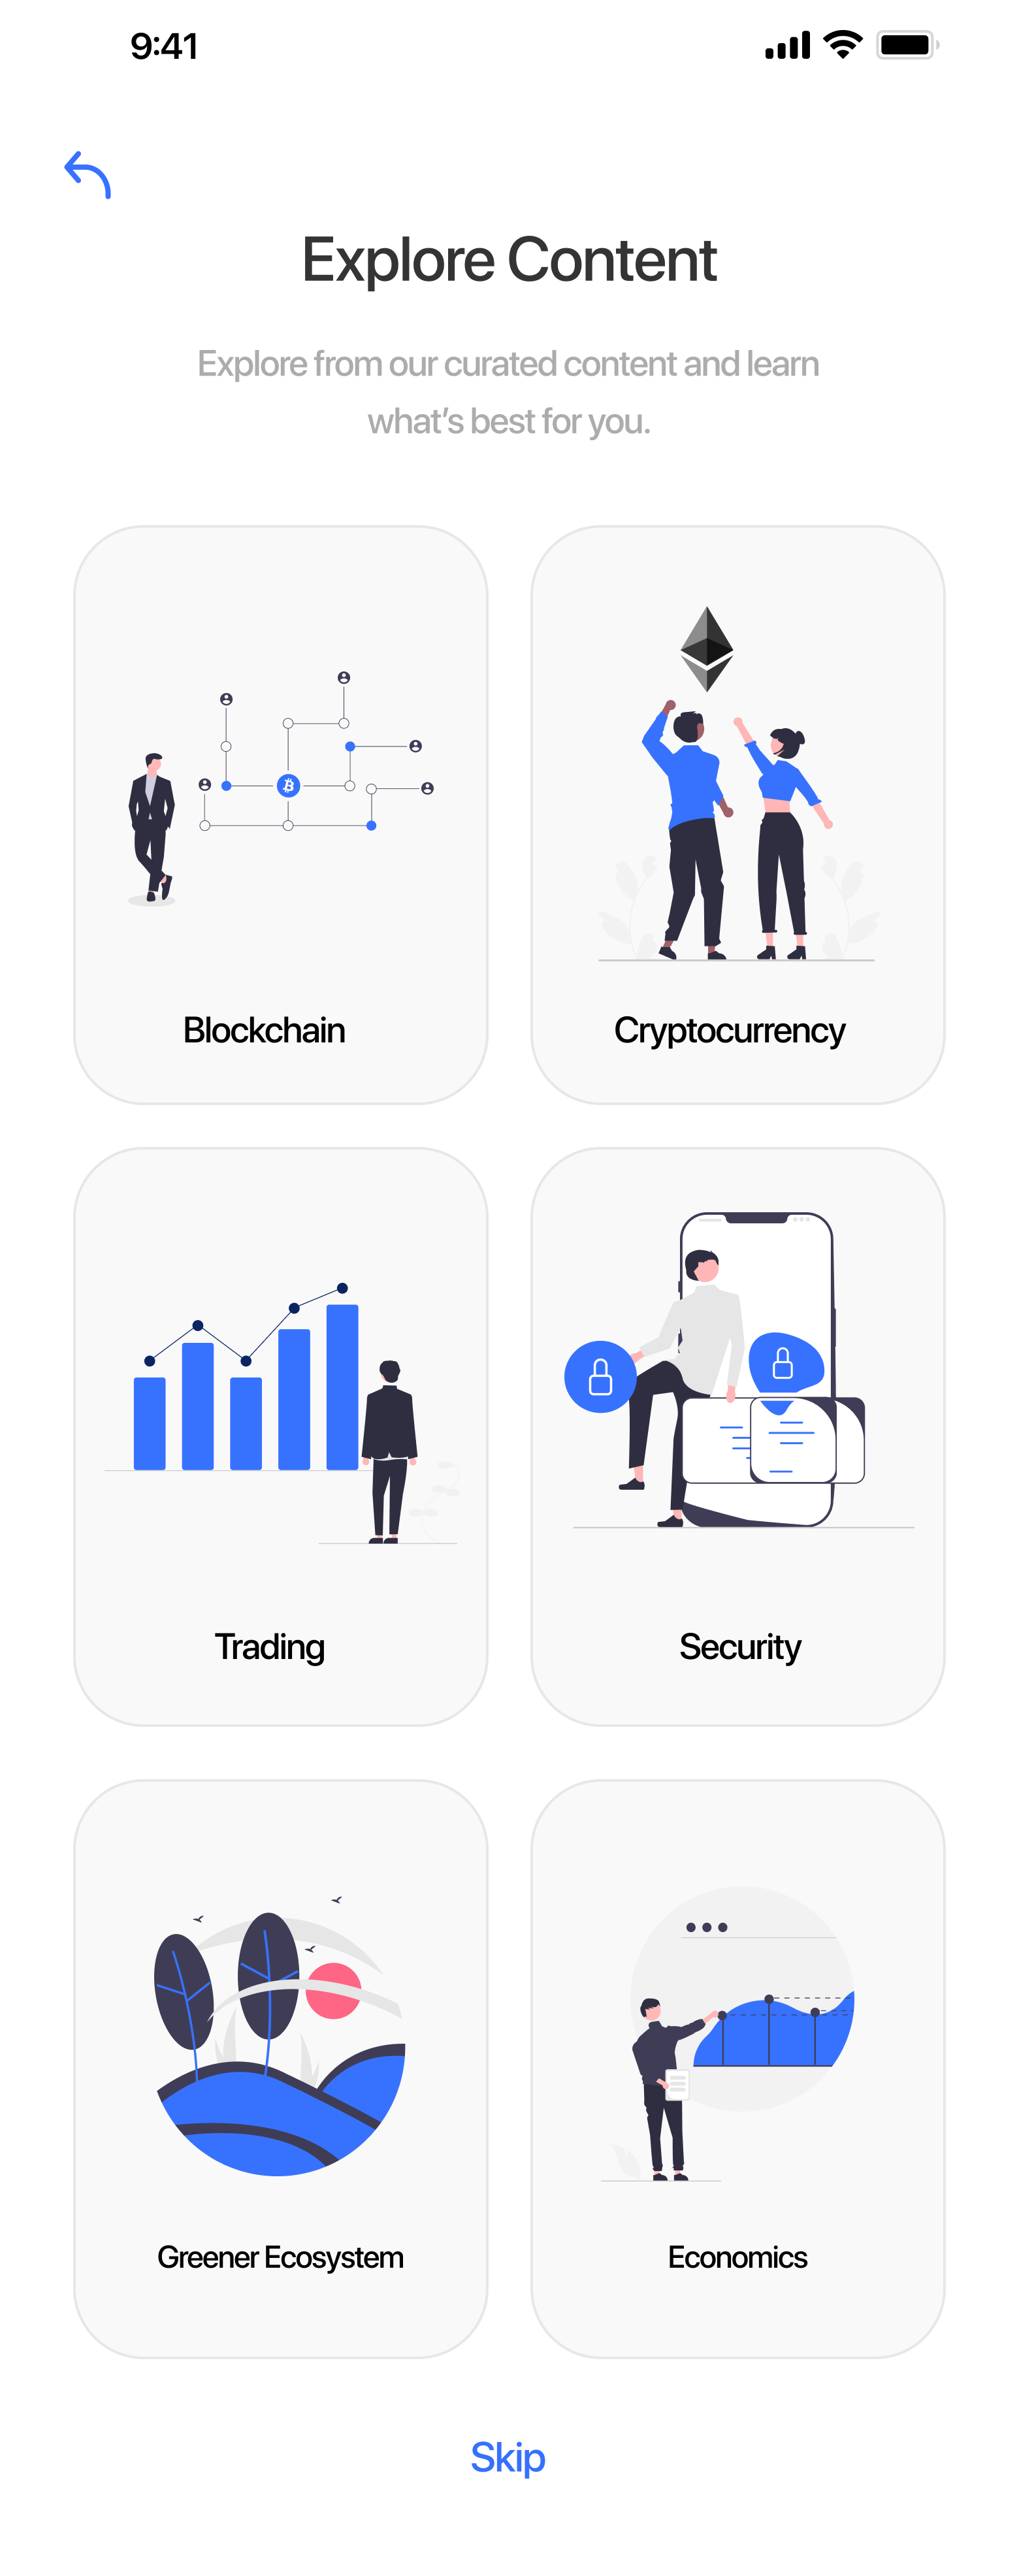 9:41
Explore Content
Explore from our curated content and learn
what’s best for you.
Blockchain
Cryptocurrency
Trading
Security
Greener Ecosystem
Economics
Skip